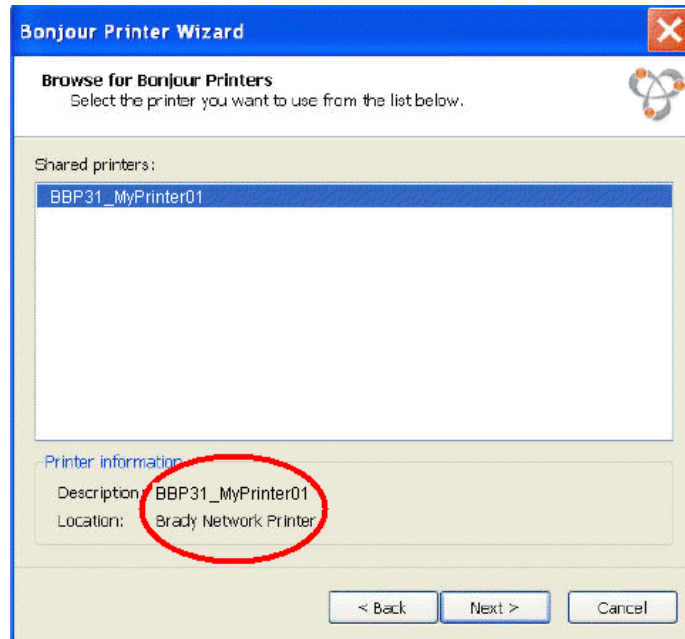 Bonjour Printer Wizard
Browse for Bonjour Printers
Select the printer you want to use from the list below.
Shared printers:
BBP31_MyPrinter01
Printer information
Description: BBP31_MyPrinter01
Location: Brady Network Printer
< Back Next > Cancel